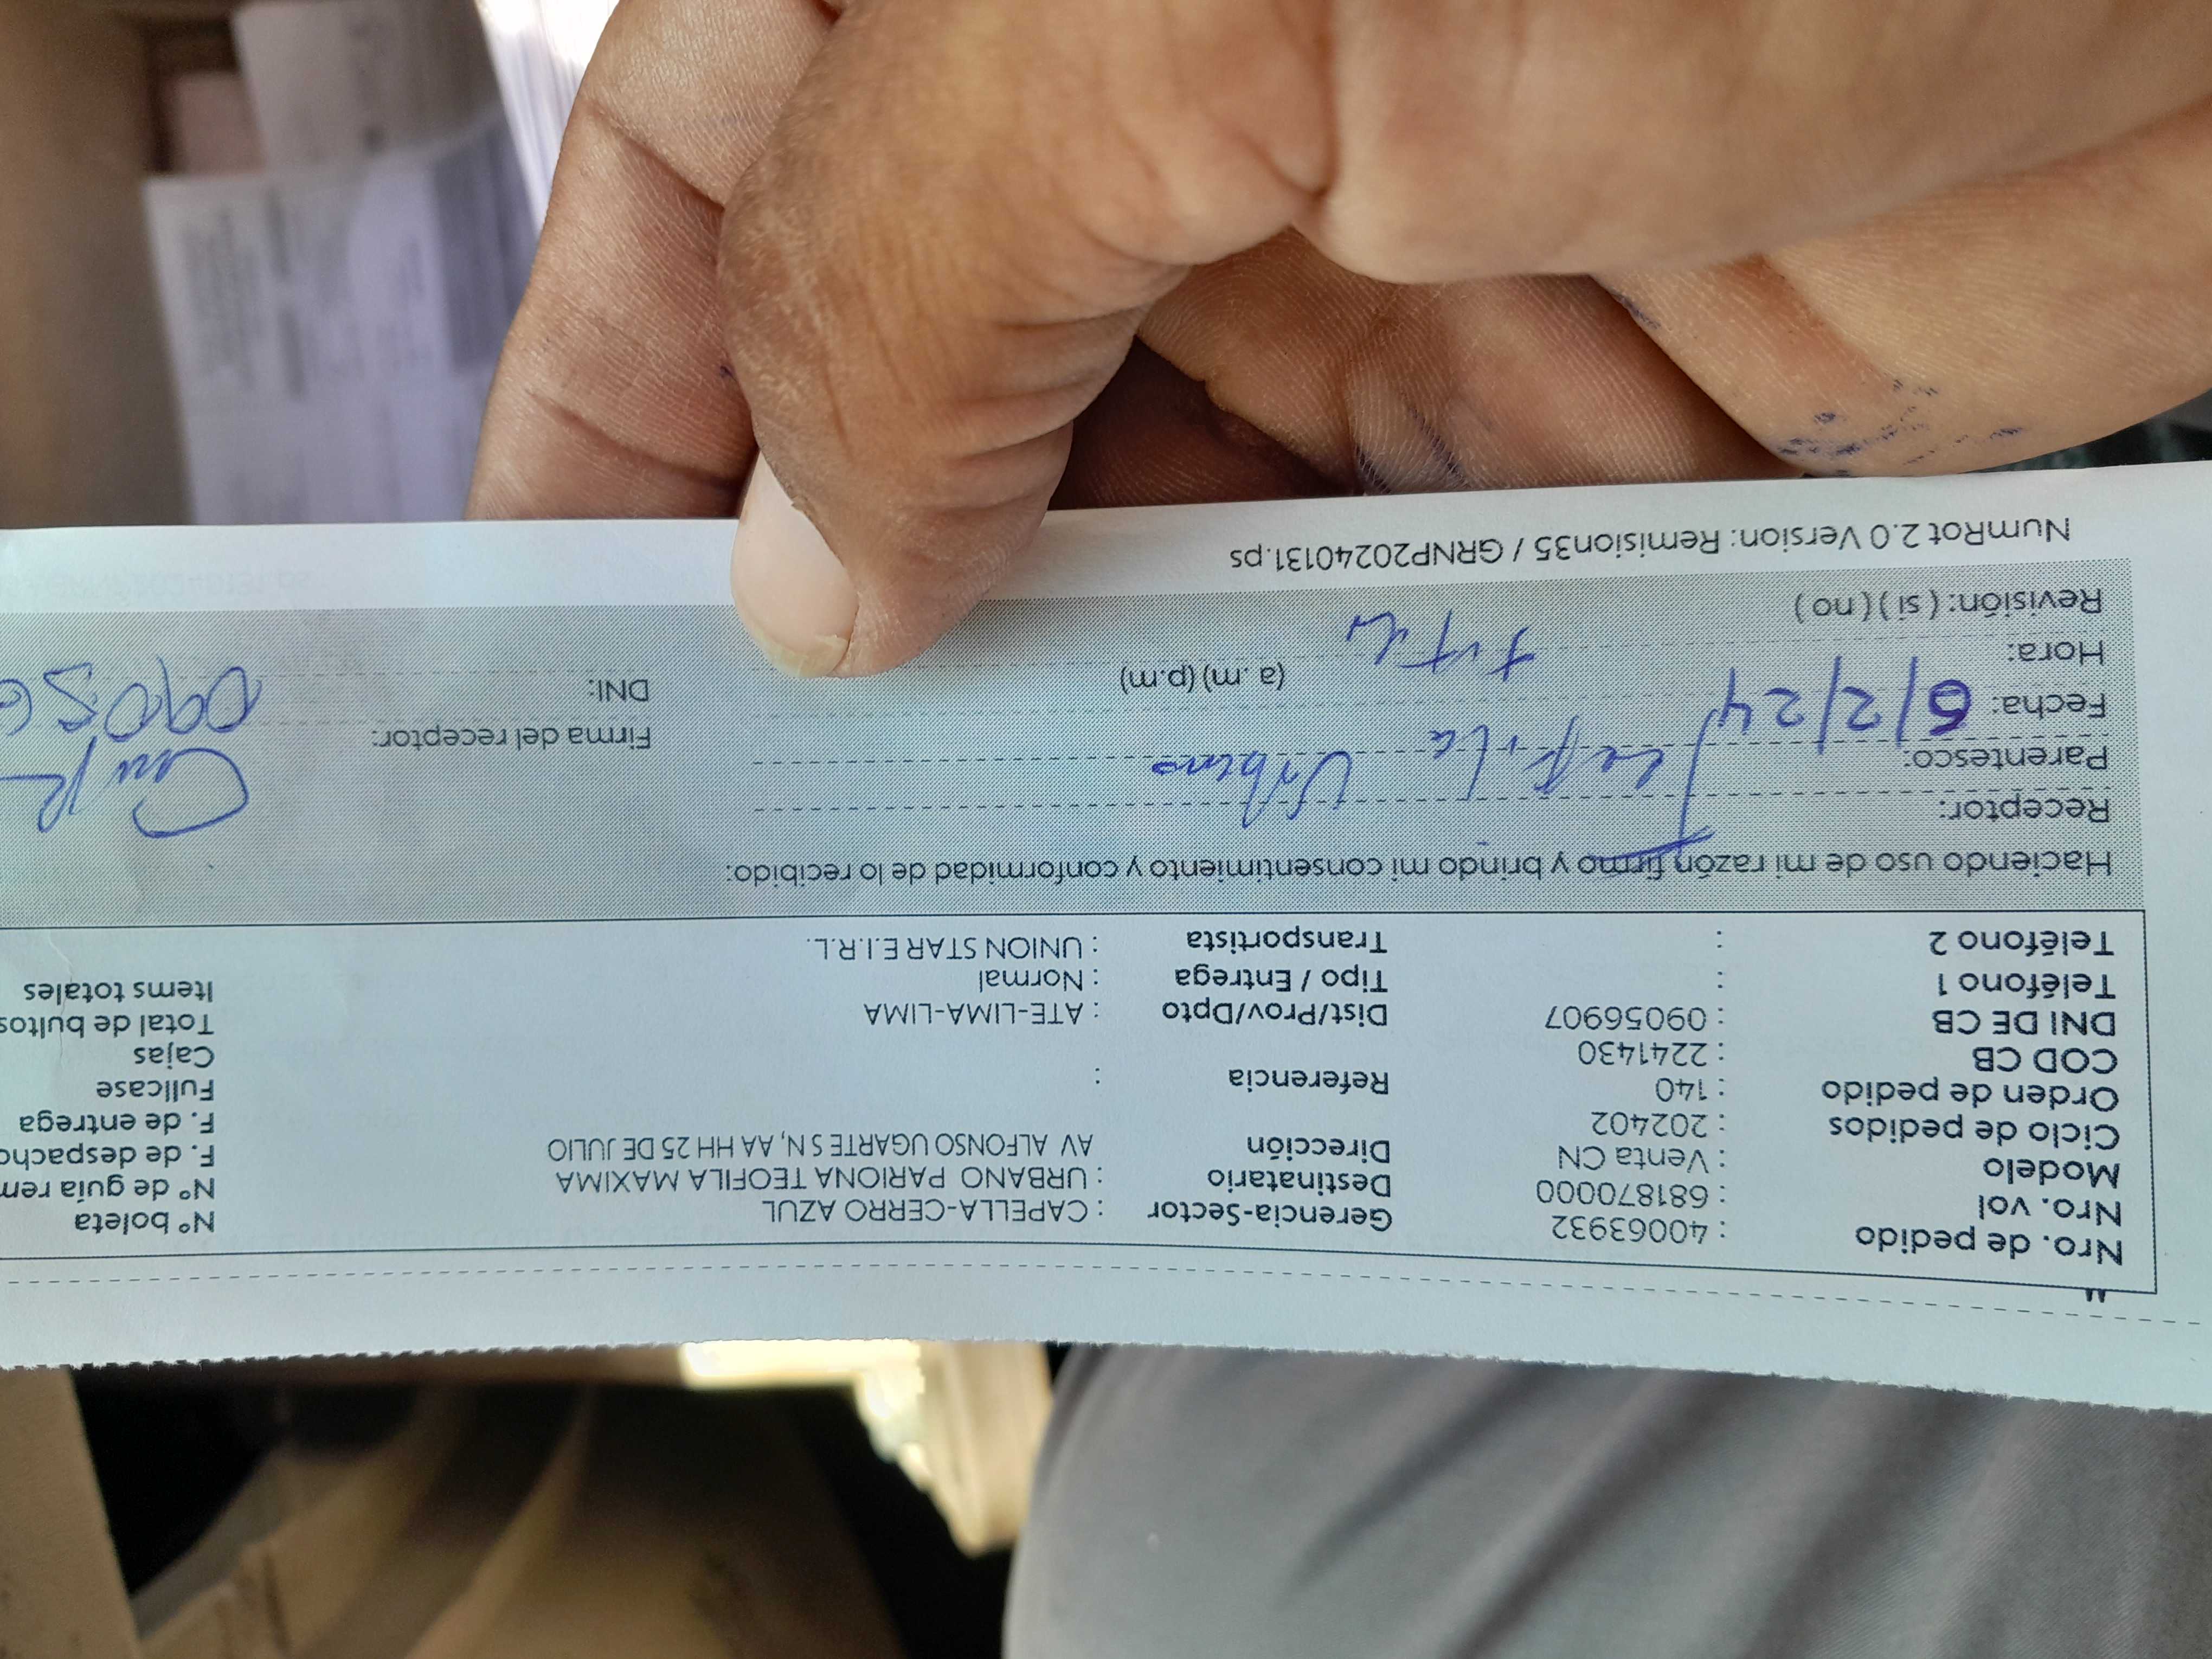 Nro. de pedido : 40063932 Gerencia-Sector : CAPELLA-CERRO AZUL N° boleta
Nro. vol : 681870000 Destinatario : URBANO PARIONA TEOFILA MAXIMA N° de guía rem
Modelo : Venta CN Dirección AV ALFONSO UGARTE S N, AA HH 25 DE JULIO F. de despacho
Ciclo de pedidos : 202402 F. de entrega
Orden de pedido : 140 Referencia : Fullcase
COD CB : 2241430 Cajas
DNI DE CB : 09056907 Dist/Prov/Dpto : ATE-LIMA-LIMA Total de bultos
Teléfono 1 : Tipo / Entrega : Normal Items totales
Teléfono 2 : Transportista : UNION STAR E.I.R.L.
Haciendo uso de mi razón firmo y brindo mi consentimiento y conformidad de lo recibido:
Receptor: Teofila Urbano
Parentesco: Firma del receptor:
Fecha: 6/2/24 DNI: 09056
Hora: (a .m) (p.m)
Revisión: ( si ) ( no )
NumRot 2.0 Version: Remision35 / GRNP20240131.ps